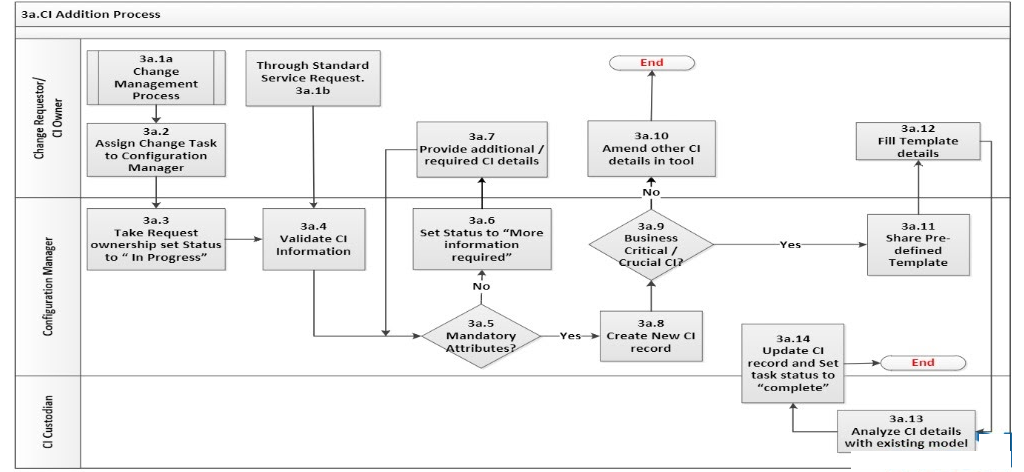 3a.CI Addition Process
Change Requestor/
CI Owner
3a.1a
Change
Management
Process
Through Standard
Service Request.
3a.1b
End
3a.2
Assign Change Task
to Configuration
Manager
3a.7
Provide additional /
required CI details
3a.10
Amend other CI
details in tool
3a.12
Fill Template
details
No
Configuration Manager
3a.3
Take Request
ownership set Status
to “ In Progress”
3a.4
Validate CI
Information
3a.6
Set Status to “More
information
required”
3a.9
Business
Critical /
Crucial CI?
Yes
3a.11
Share Pre-
defined
Template
No
3a.5
Mandatory
Attributes?
Yes
3a.8
Create New CI
record
3a.14
Update CI
record and Set
task status to
“complete”
End
CI Custodian
3a.13
Analyze CI details
with existing model